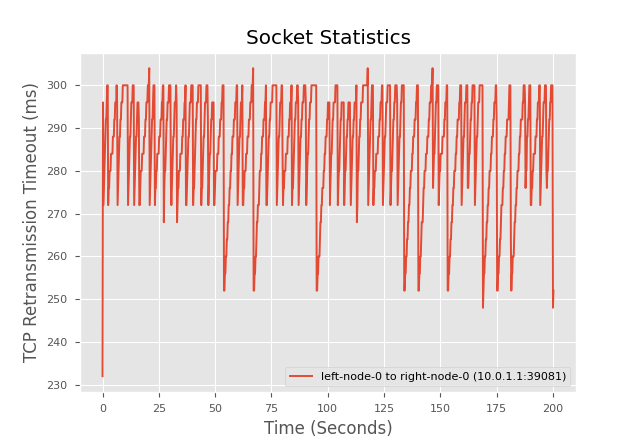 Socket Statistics
TCP Retransmission Timeout (ms)
300
290
280
270
260
250
240
230
left-node-0 to right-node-0 (10.0.1.1:39081)
0 25 50 75 100 125 150 175 200
Time (Seconds)